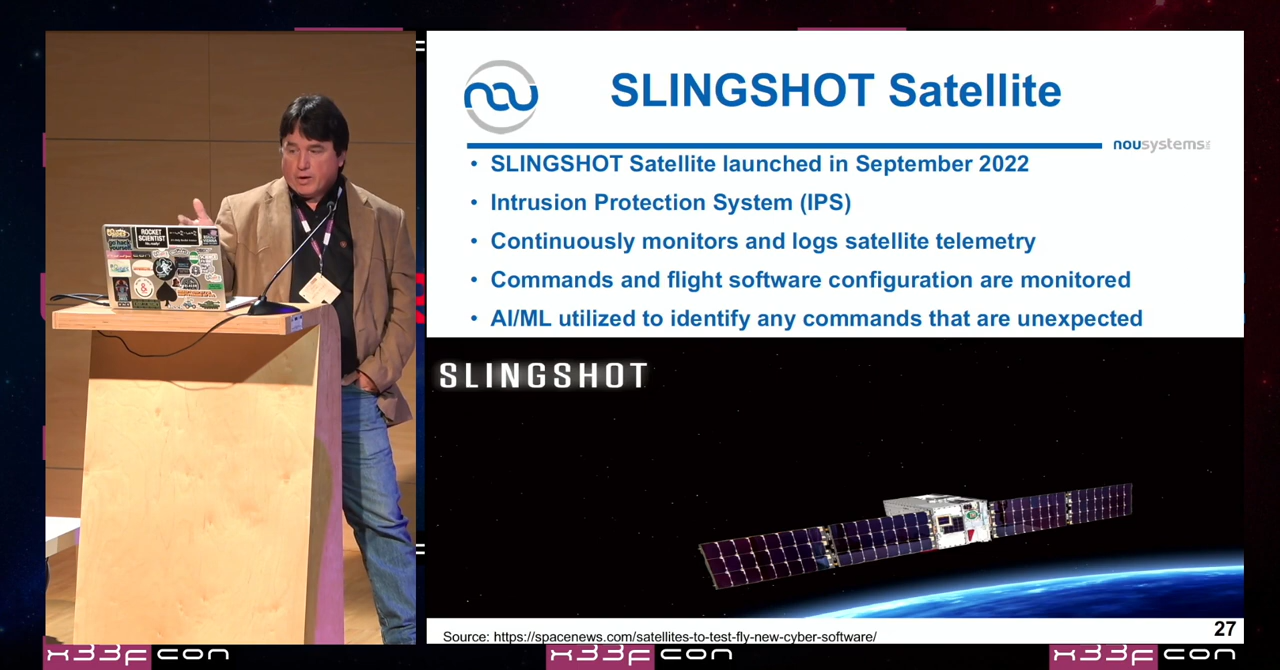 nou
SLINGSHOT Satellite
nousystems
• SLINGSHOT Satellite launched in September 2022
• Intrusion Protection System (IPS)
• Continuously monitors and logs satellite telemetry
• Commands and flight software configuration are monitored
• AI/ML utilized to identify any commands that are unexpected
SLINGSHOT
Source: https://spacenews.com/satellites-to-test-fly-new-cyber-software/
27
ROCKET
SCIENTIST
x33fcon
x33fcon
x33fcon